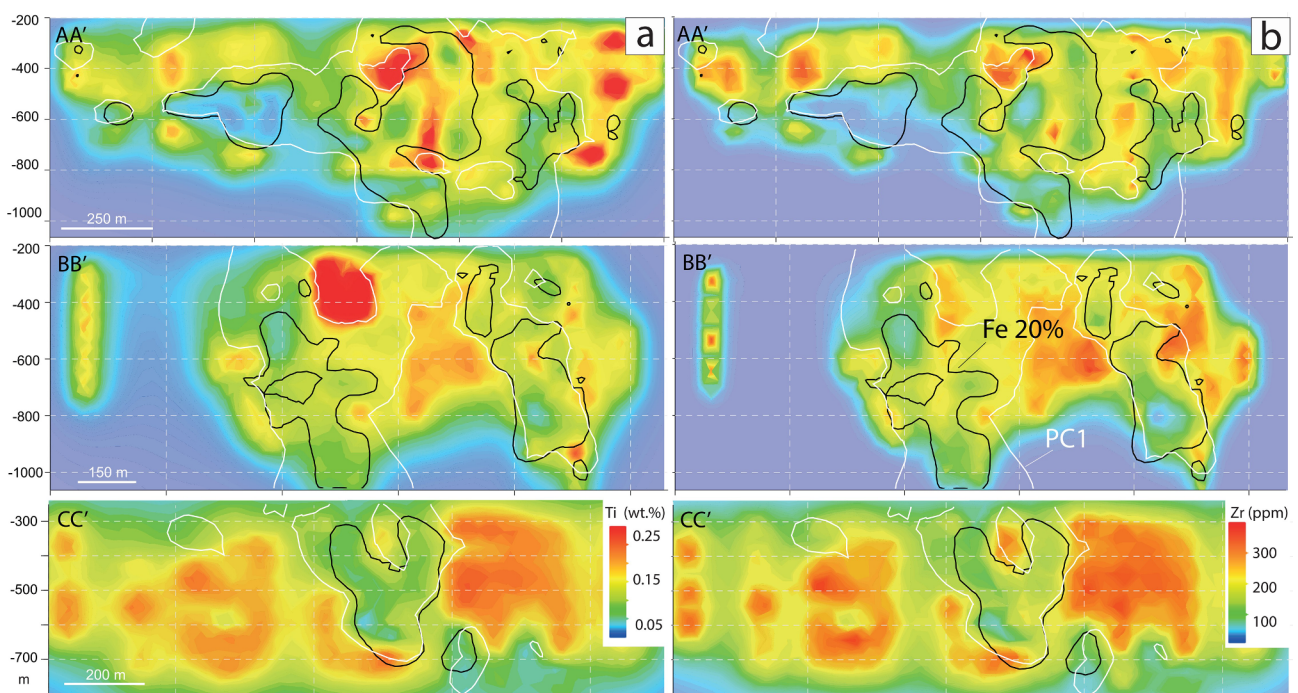 a
AA’
-200
-400
-600
-800
-1000
250 m
b
AA’
BB’
-200
-400
-600
-800
-1000
150 m
BB’
Fe 20%
PC1
CC’
-300
-500
-700
m
200 m
Ti (wt.%)
0.25
0.15
0.05
CC’
Zr (ppm)
300
200
100